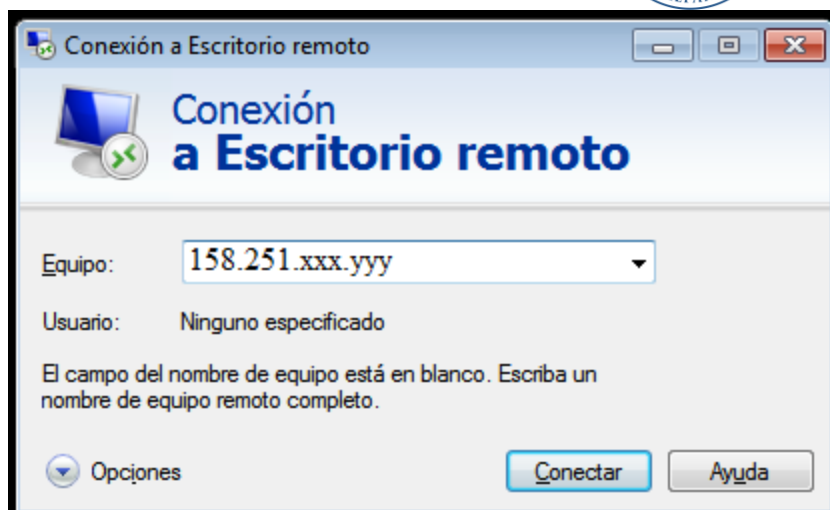 Conexión a Escritorio remoto
Conexión
a Escritorio remoto
Equipo: 158.251.xxx.yyy
Usuario: Ninguno especificado
El campo del nombre de equipo está en blanco. Escriba un
nombre de equipo remoto completo.
Opciones Conectar Ayuda